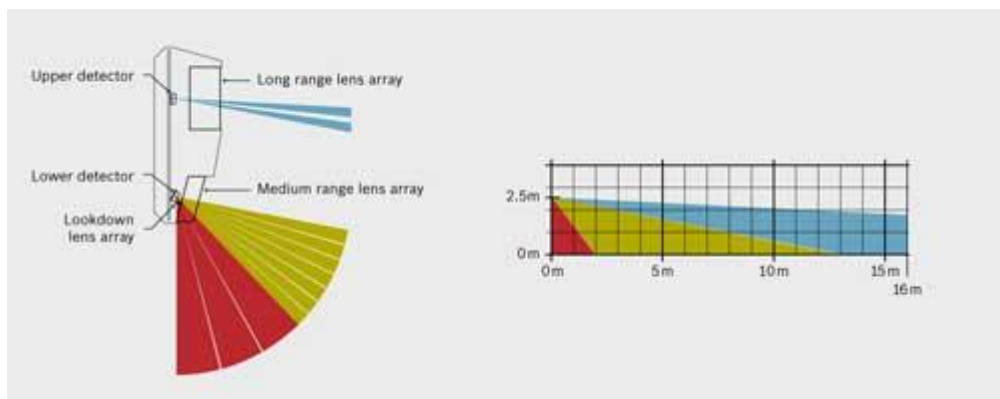 Upper detector
Long range lens array
Lower detector
Medium range lens array
Lookdown
lens array
2.5m
0m
0m
5m
10m
15m
16m